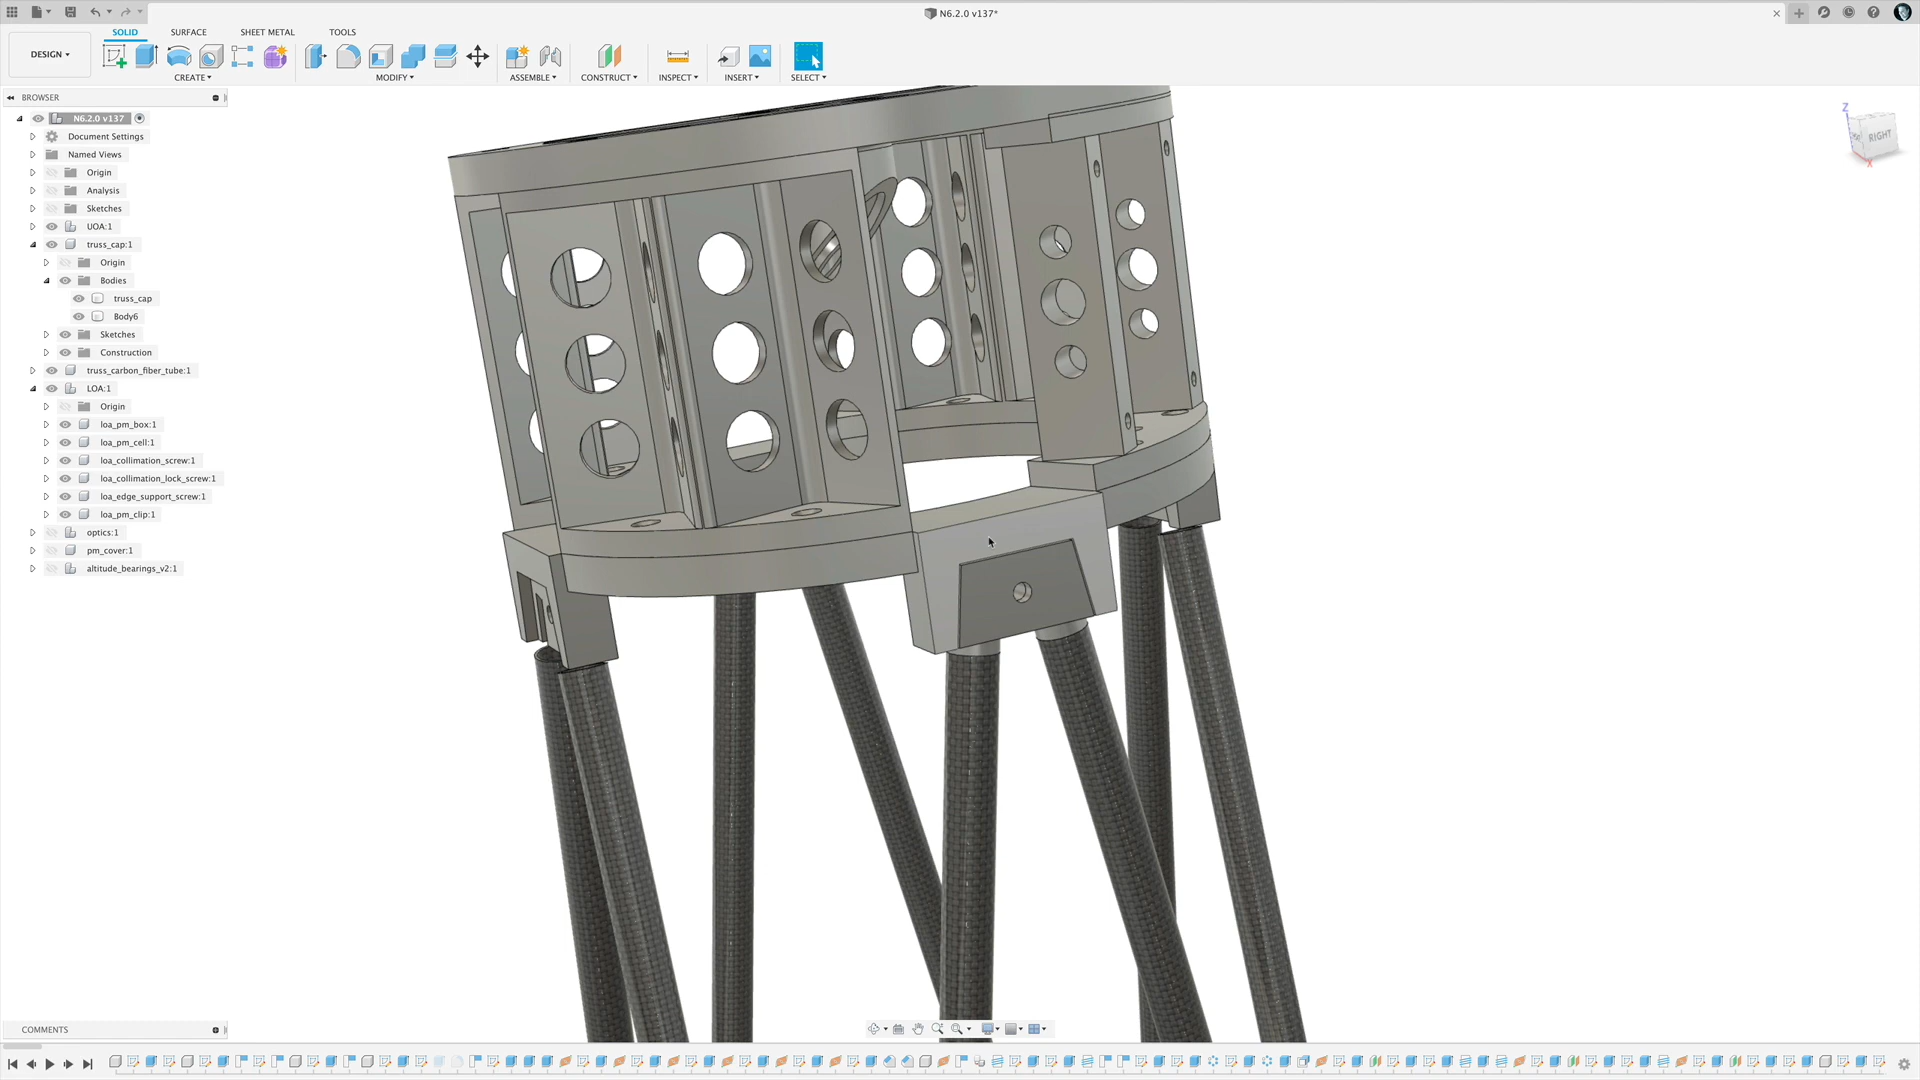 N6.2.0 v137*
SOLID
SURFACE
SHEET METAL
TOOLS
DESIGN
CREATE
MODIFY
ASSEMBLE
CONSTRUCT
INSPECT
INSERT
SELECT
BROWSER
N6.2.0 v137
Document Settings
Named Views
Origin
Analysis
Sketches
UOA:1
truss_cap:1
Origin
Bodies
truss_cap
Body6
Sketches
Construction
truss_carbon_fiber_tube:1
LOA:1
Origin
loa_pm_box:1
loa_pm_cell:1
loa_collimation_screw:1
loa_collimation_lock_screw:1
loa_edge_support_screw:1
loa_pm_clip:1
optics:1
pm_cover:1
altitude_bearings_v2:1
Z
RIGHT
X
COMMENTS